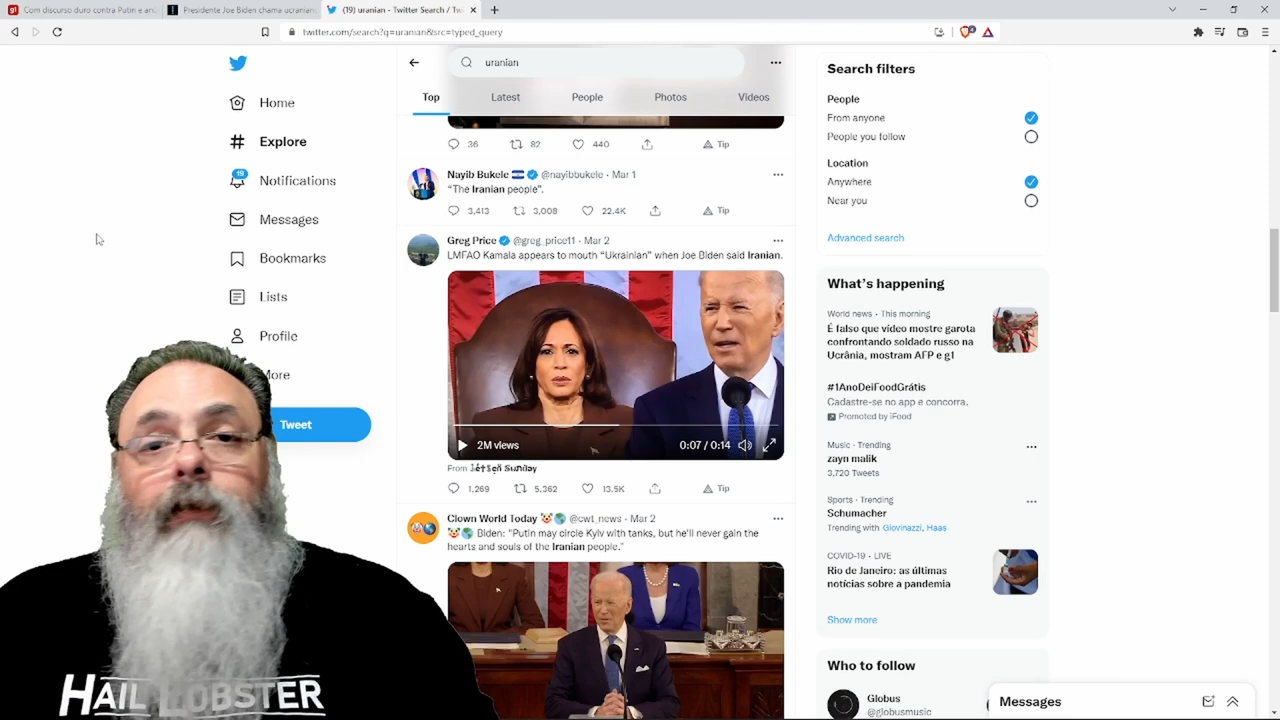 Com discurso duro contra Putin e an
Presidente Joe Biden chama ucranian
(19) uranian - Twitter Search / Tw
twitter.com/search?q=uranian&src=typed_query
uranian
Top
Latest
People
Photos
Videos
Home
Explore
19
Notifications
Messages
Bookmarks
Lists
Profile
More
Tweet
36
82
440
Tip
Nayib Bukele @nayibbukele · Mar 1
"The Iranian people".
3,413
3,008
22.4K
Tip
Greg Price @greg_price11 · Mar 2
LMFAO Kamala appears to mouth "Ukrainian" when Joe Biden said Iranian.
2M views
0:07 / 0:14
From
1,269
5,362
13.5K
Tip
Clown World Today 🤡🌎 @cwt_news · Mar 2
🤡🌎 Biden: "Putin may circle Kyiv with tanks, but he'll never gain the
hearts and souls of the Iranian people."
Search filters
People
From anyone
People you follow
Location
Anywhere
Near you
Advanced search
What's happening
World news · This morning
É falso que vídeo mostre garota
confrontando soldado russo na
Ucrânia, mostram AFP e g1
#1AnoDeiFoodGrátis
Cadastre-se no app e concorra.
Promoted by iFood
Music · Trending
zayn malik
3,720 Tweets
Sports · Trending
Schumacher
Trending with Giovinazzi, Haas
COVID-19 · LIVE
Rio de Janeiro: as últimas
notícias sobre a pandemia
Show more
Who to follow
Globus
@globusmusic
Messages
HAIL LOBSTER